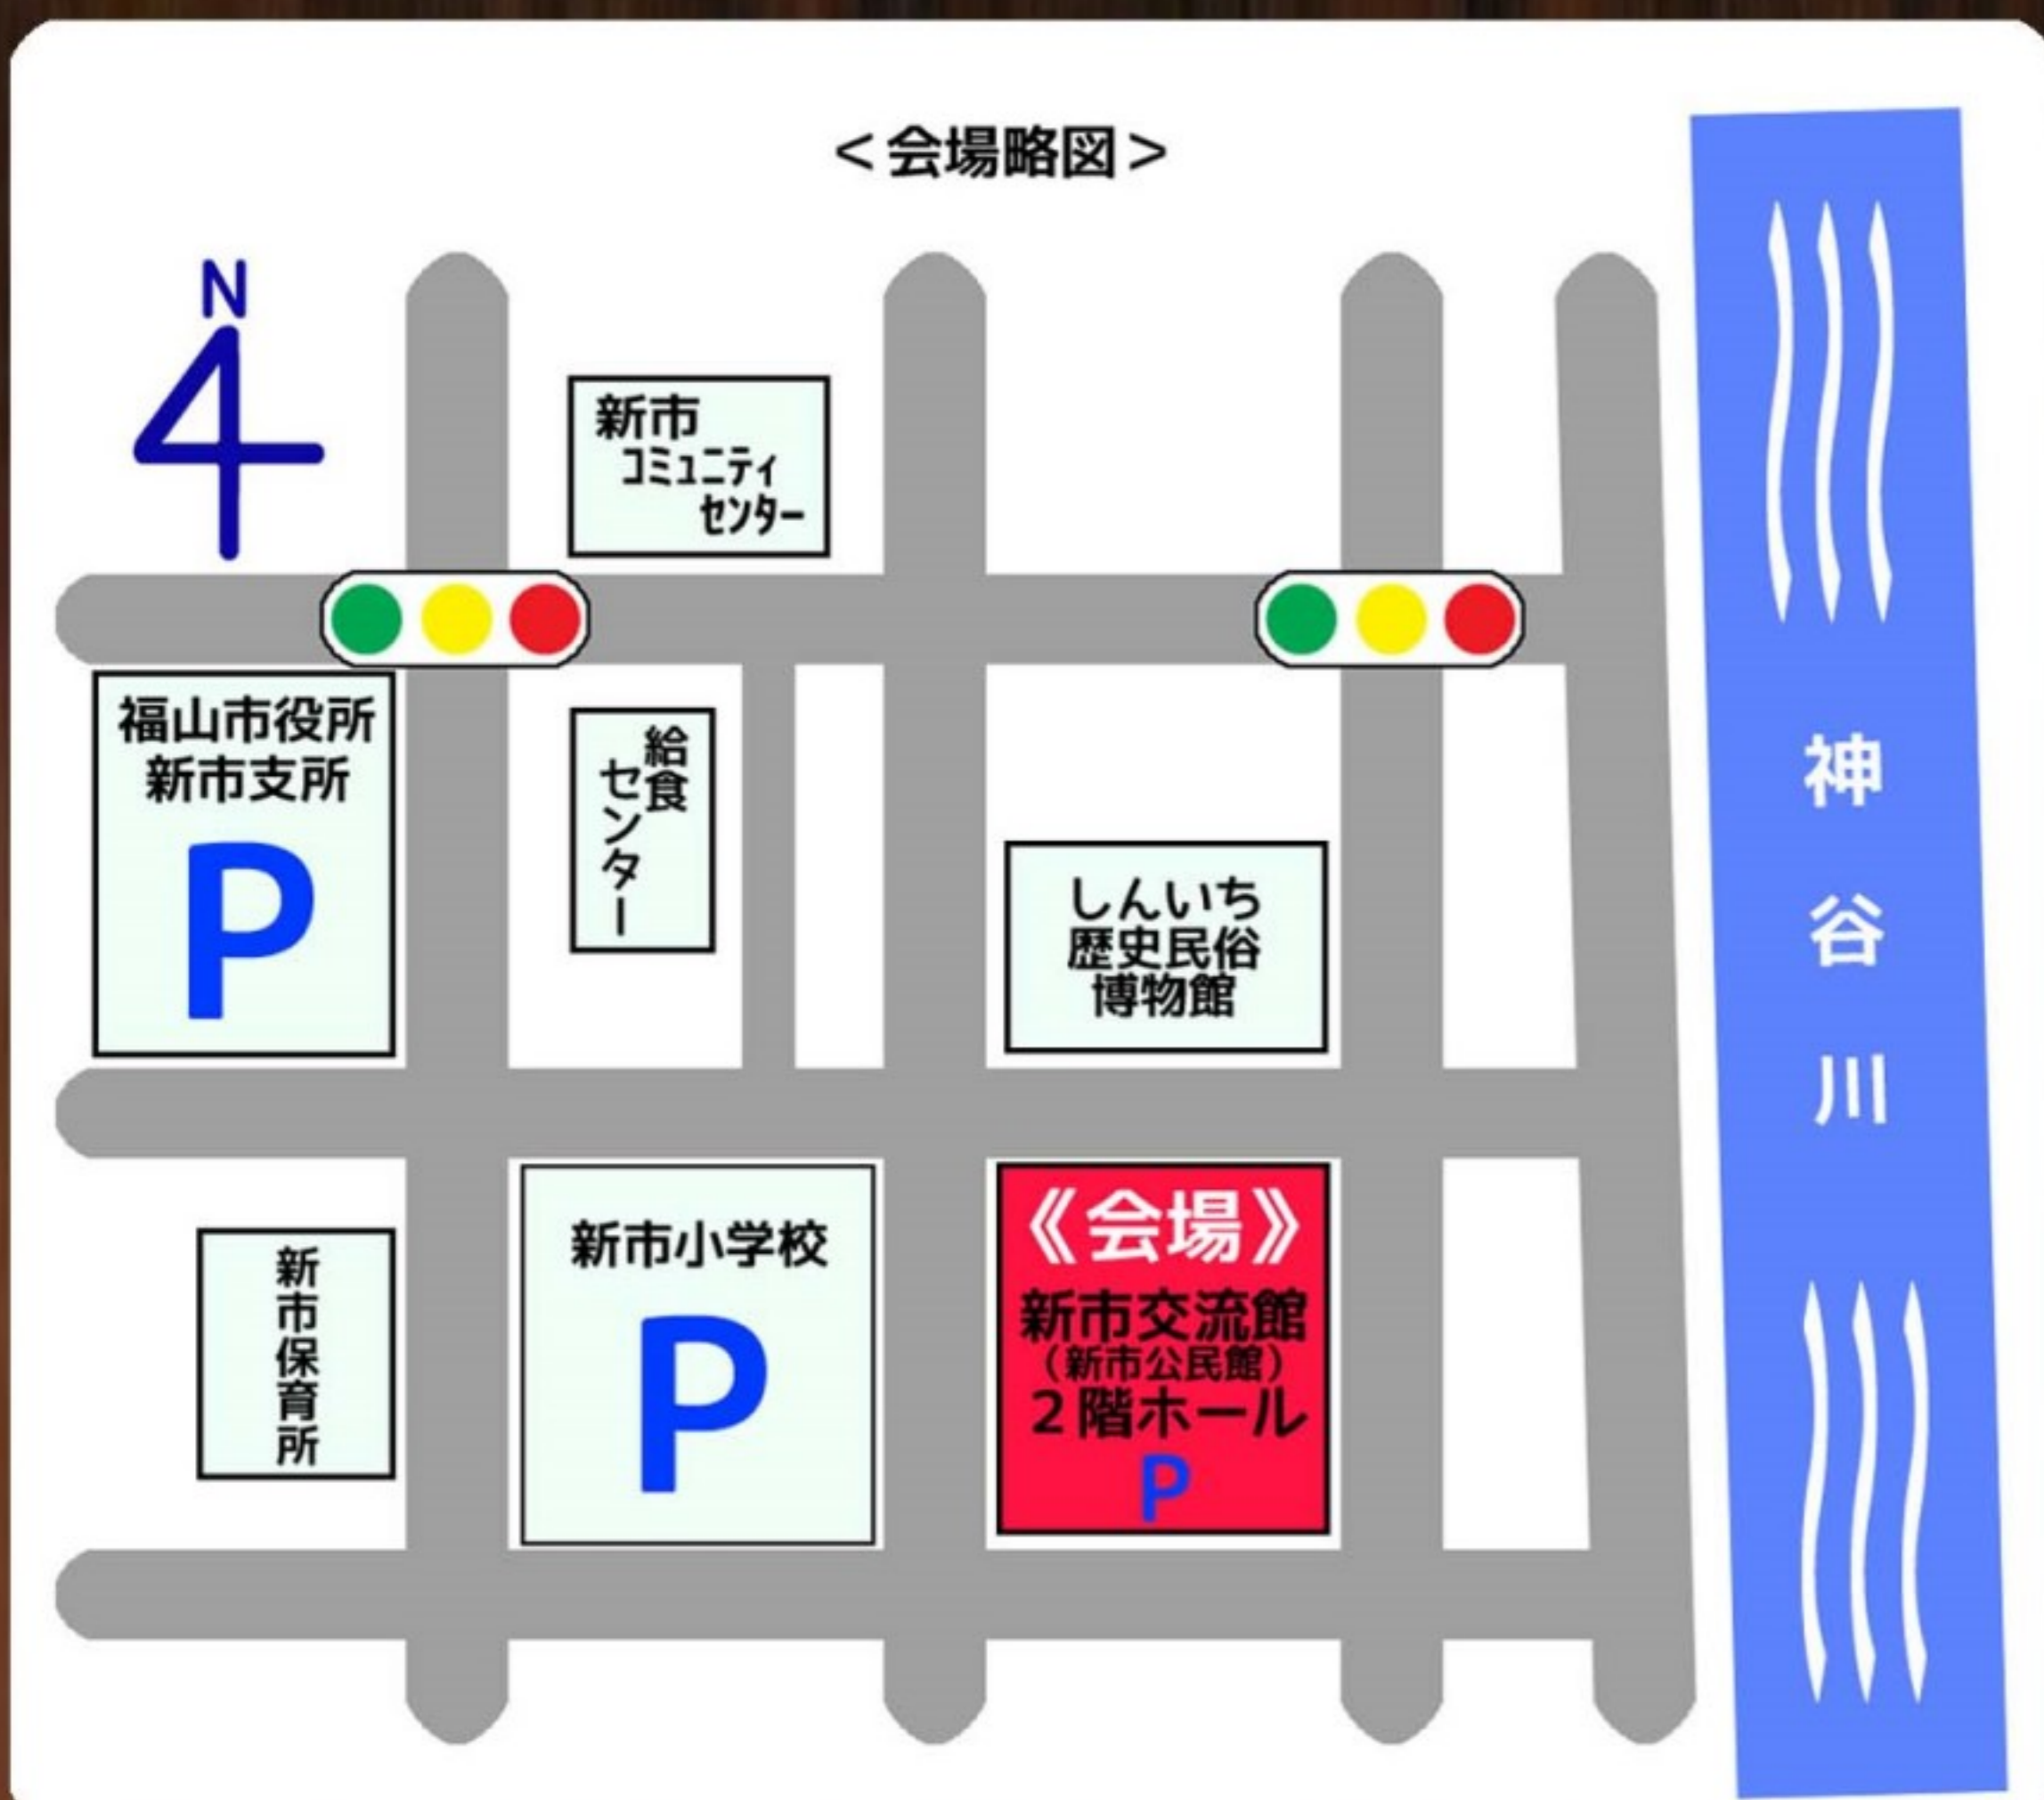 ＜会場略図＞
N
新市
コミュニティ
センター
福山市役所
新市支所
P
給食
センター
しんいち
歴史民俗
博物館
神谷川
新市保育所
新市小学校
P
《会場》
新市交流館
（新市公民館）
２階ホール
P